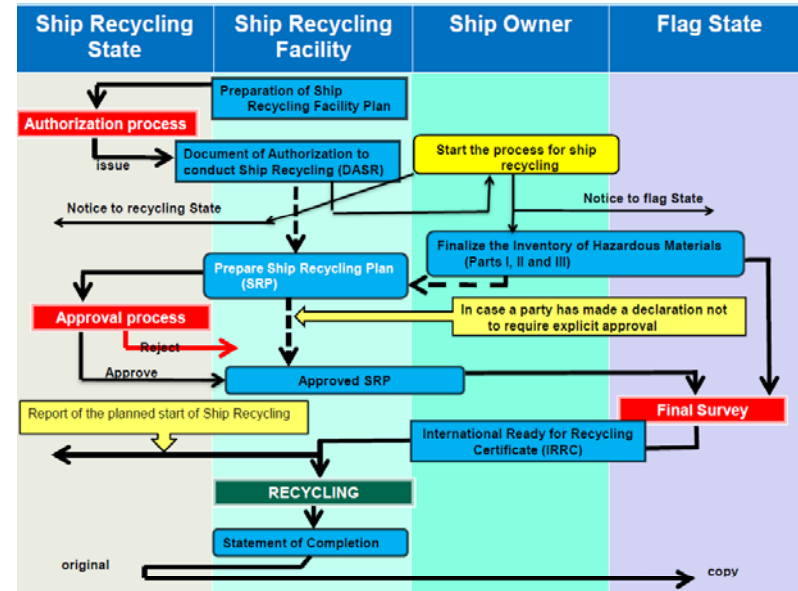 Ship Recycling
State
Ship Recycling
Facility
Ship Owner
Flag State
Preparation of Ship
Recycling Facility Plan
Authorization process
issue
Document of Authorization to
conduct Ship Recycling (DASR)
Start the process for ship
recycling
Notice to recycling State
Notice to flag State
Finalize the Inventory of Hazardous Materials
(Parts I, II and III)
Prepare Ship Recycling Plan
(SRP)
Approval process
In case a party has made a declaration not
to require explicit approval
Reject
Approve
Approved SRP
Report of the planned start of Ship Recycling
Final Survey
International Ready for Recycling
Certificate (IRRC)
RECYCLING
Statement of Completion
original
copy